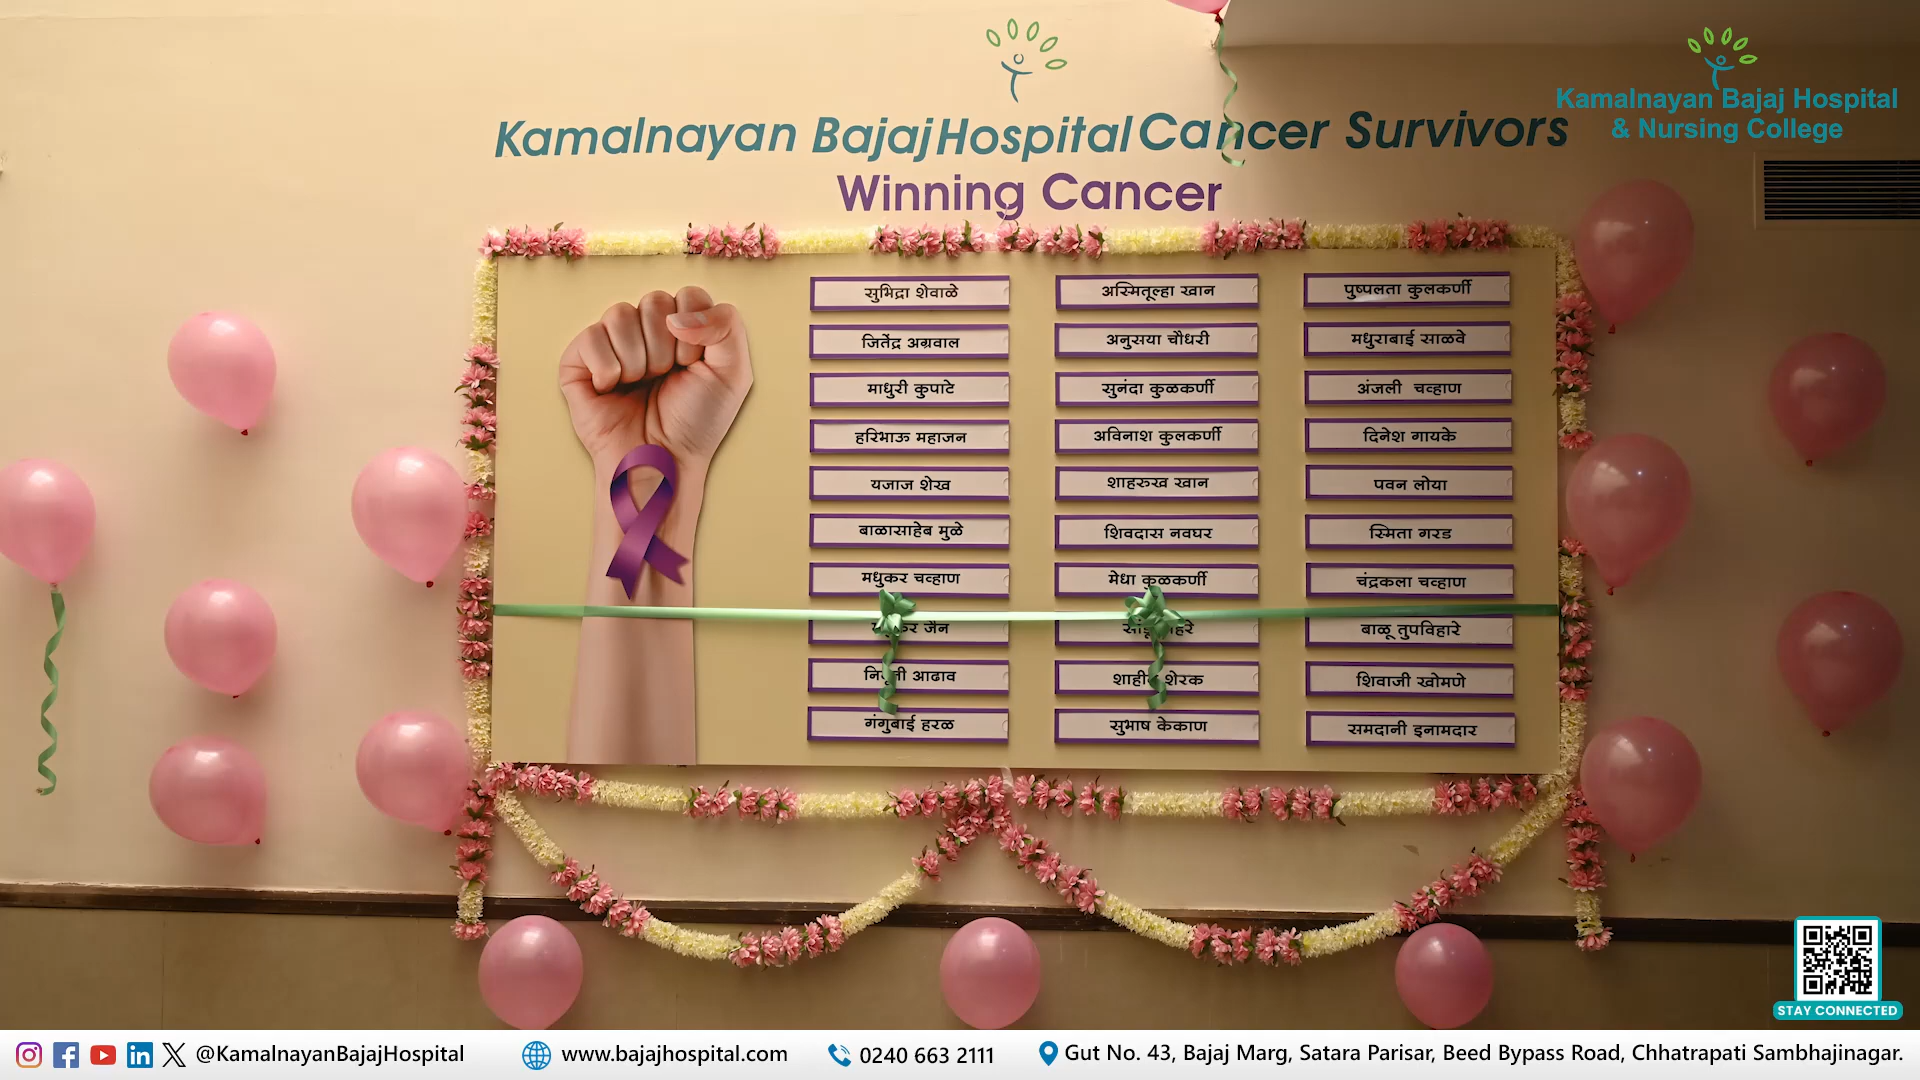 Kamalnayan Bajaj Hospital Cancer Survivors
Winning Cancer
Kamalnayan Bajaj Hospital
& Nursing College
सुभिद्रा शेवाळे
जितेंद्र अग्रवाल
माधुरी कुपाटे
हरिभाऊ महाजन
यजाज शेख
बाळासाहेब मुळे
मधुकर चव्हाण
जैन
आढाव
गंगुबाई हरळ
अस्मितूल्हा खान
अनुसया चौधरी
सुनंदा कुळकर्णी
अविनाश कुलकर्णी
शाहरुख खान
शिवदास नवघर
मेधा कुळकर्णी
शेरक
सुभाष केकाण
पुष्पलता कुलकर्णी
मधुराबाई साळवे
अंजली चव्हाण
दिनेश गायके
पवन लोया
स्मिता गरड
चंद्रकला चव्हाण
बाळू तुपविहारे
शिवाजी खोमणे
समदानी इनामदार
STAY CONNECTED
@KamalnayanBajajHospital
www.bajajhospital.com
0240 663 2111
Gut No. 43, Bajaj Marg, Satara Parisar, Beed Bypass Road, Chhatrapati Sambhajinagar.